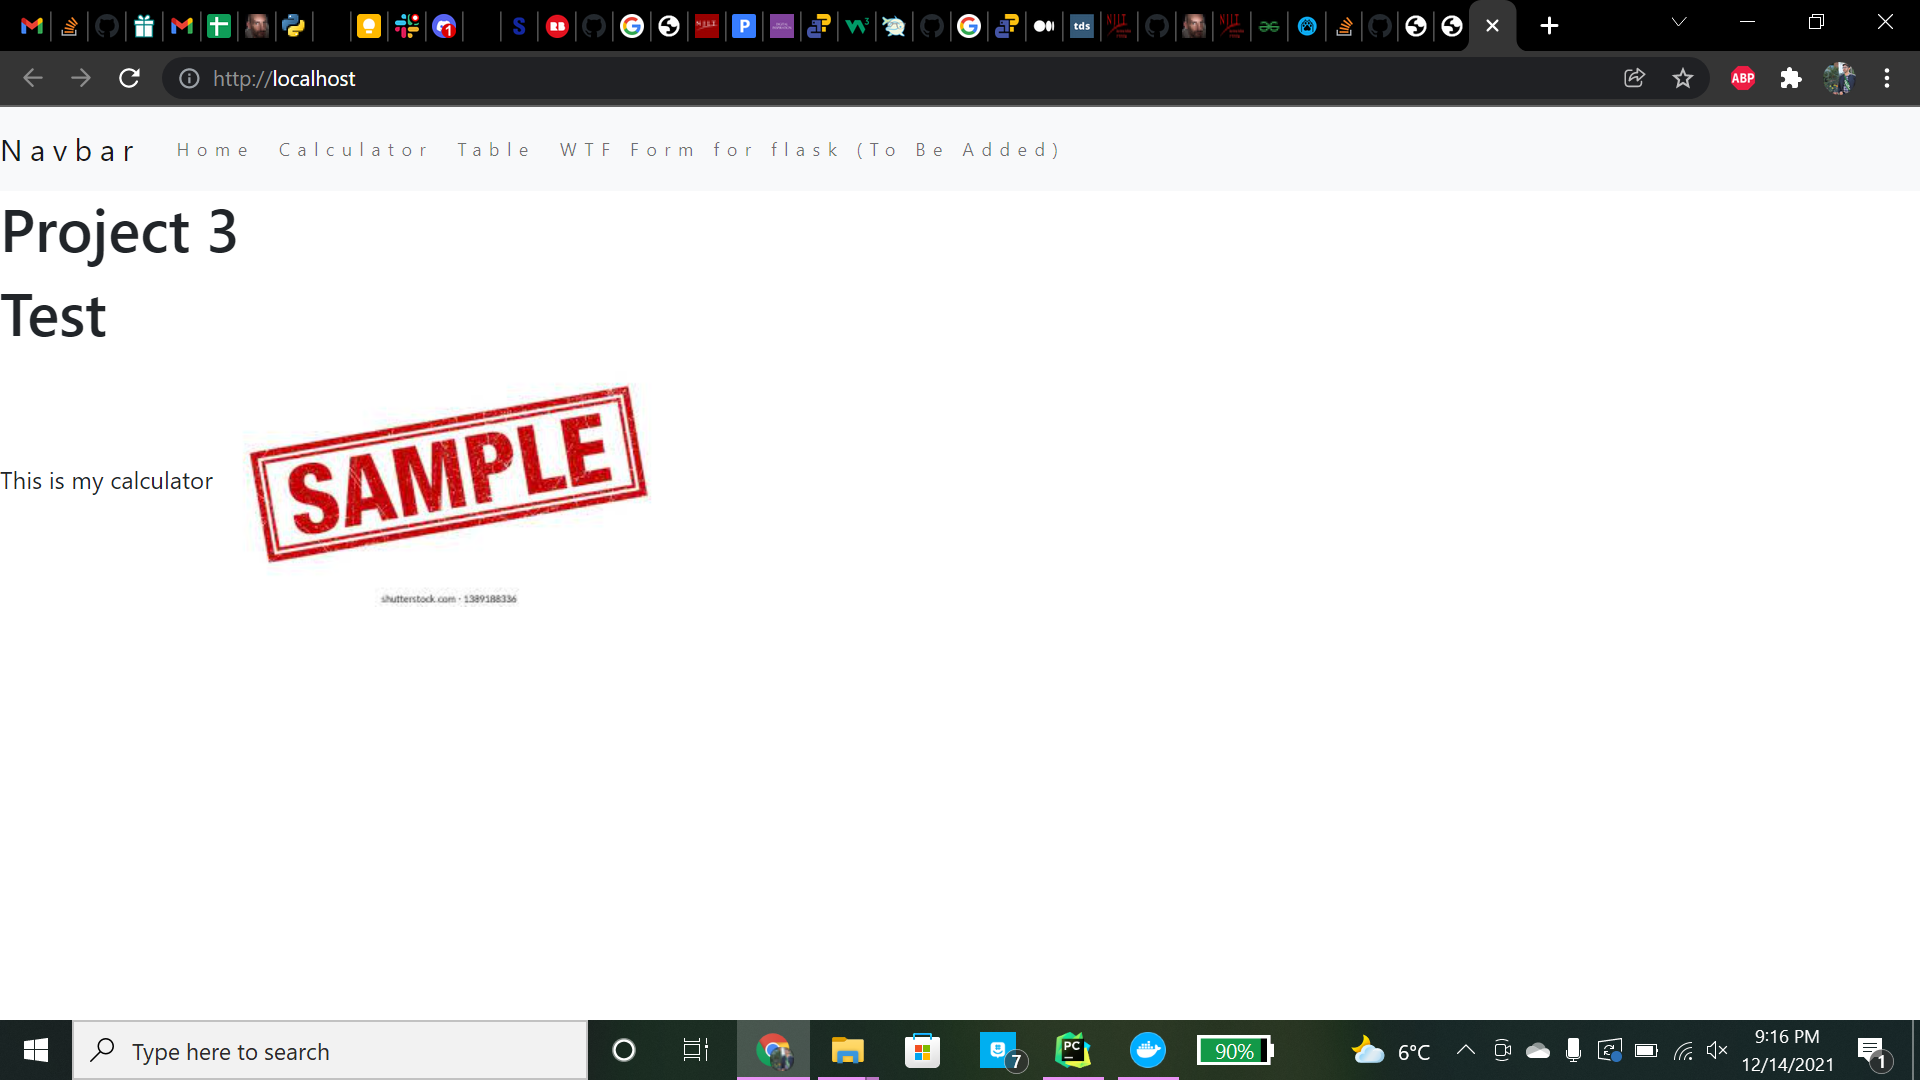 http://localhost
ABP
tds
Navbar Home Calculator Table WTF Form for flask (To Be Added)
Project 3
Test
This is my calculator
SAMPLE
shutterstock.com · 1389188336
Type here to search
7
PC
90%
6°C
9:16 PM
12/14/2021
1